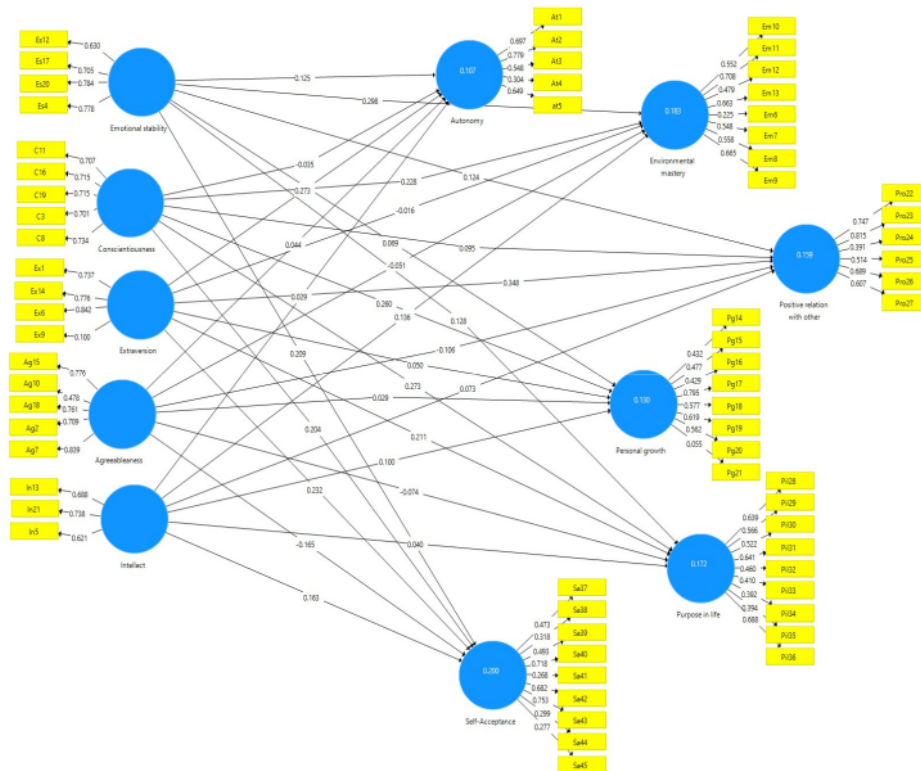 Es12
Es17
Es20
Es4
0.630
0.705
0.784
0.778
Emotional stability
C11
C16
C19
C3
C8
0.707
0.715
0.715
0.701
0.734
Conscientiousness
Ex1
Ex14
Ex6
Ex9
0.737
0.776
0.842
0.100
Extraversion
Ag15
Ag10
Ag18
Ag2
Ag7
0.776
0.478
0.761
0.709
0.839
Agreeableness
In13
In21
In5
0.688
0.738
0.621
Intellect
0.125
0.298
-0.035
0.273
0.228
0.124
-0.016
0.044
0.069
0.095
-0.051
0.029
0.260
0.348
0.136
0.128
0.209
0.050
-0.106
0.273
0.073
0.029
0.204
0.211
0.100
0.232
-0.074
-0.165
0.040
0.163
0.107
Autonomy
At1
At2
At3
At4
at5
0.697
0.779
0.548
0.304
0.649
0.183
Environmental
mastery
Em10
Em11
Em12
Em13
Em6
Em7
Em8
Em9
0.552
0.708
0.479
0.663
0.225
0.548
0.558
0.665
0.159
Positive relation
with other
Pro22
Pro23
Pro24
Pro25
Pro26
Pro27
0.747
0.815
0.391
0.514
0.689
0.607
Personal growth
Pg14
Pg15
Pg16
Pg17
Pg18
Pg19
Pg20
Pg21
0.432
0.477
0.429
0.795
0.577
0.619
0.562
0.055
0.172
Purpose in life
Pil28
Pil29
Pil30
Pil31
Pil32
Pil33
Pil34
Pil35
Pil36
0.639
0.566
0.522
0.641
0.460
0.410
0.392
0.394
0.688
Self-Acceptance
Sa37
Sa38
Sa39
Sa40
Sa41
Sa42
Sa43
Sa44
Sa45
0.473
0.318
0.493
0.718
0.268
0.682
0.753
0.299
0.277